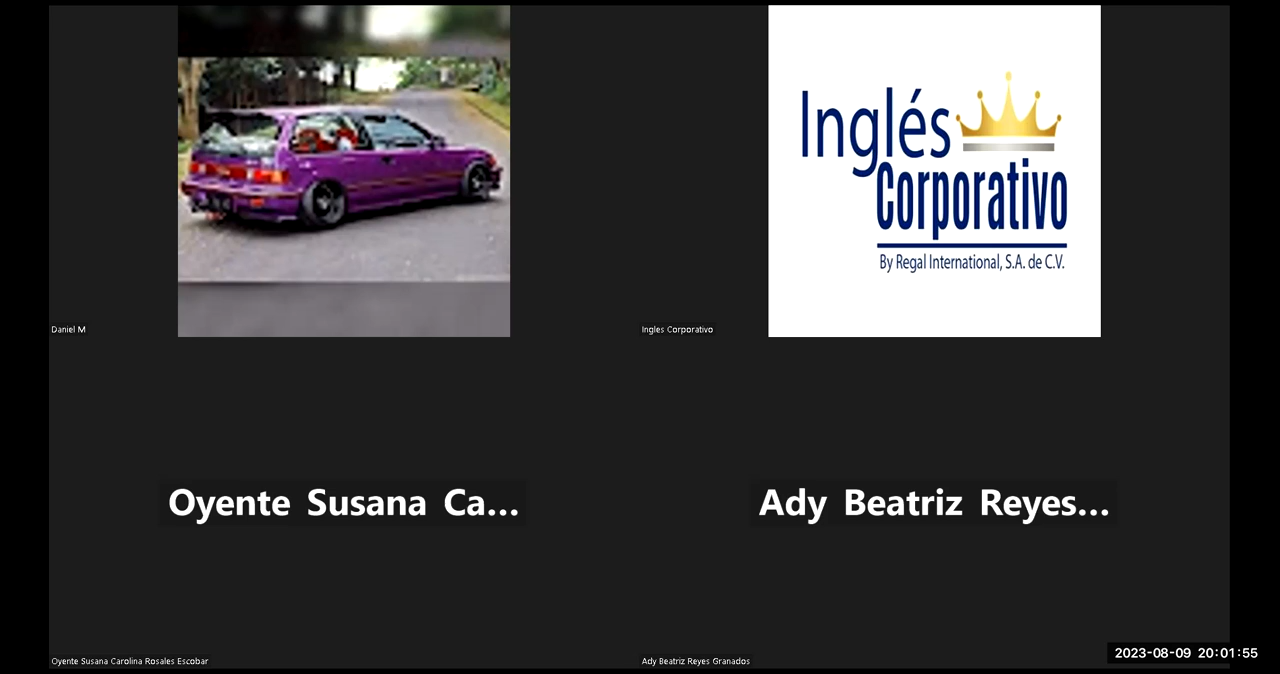 Inglés
Corporativo
By Regal International, S.A. de C.V.
Daniel M
Ingles Corporativo
Oyente Susana Ca...
Ady Beatriz Reyes...
Oyente Susana Carolina Rosales Escobar
Ady Beatriz Reyes Granados
2023-08-09 20:01:55